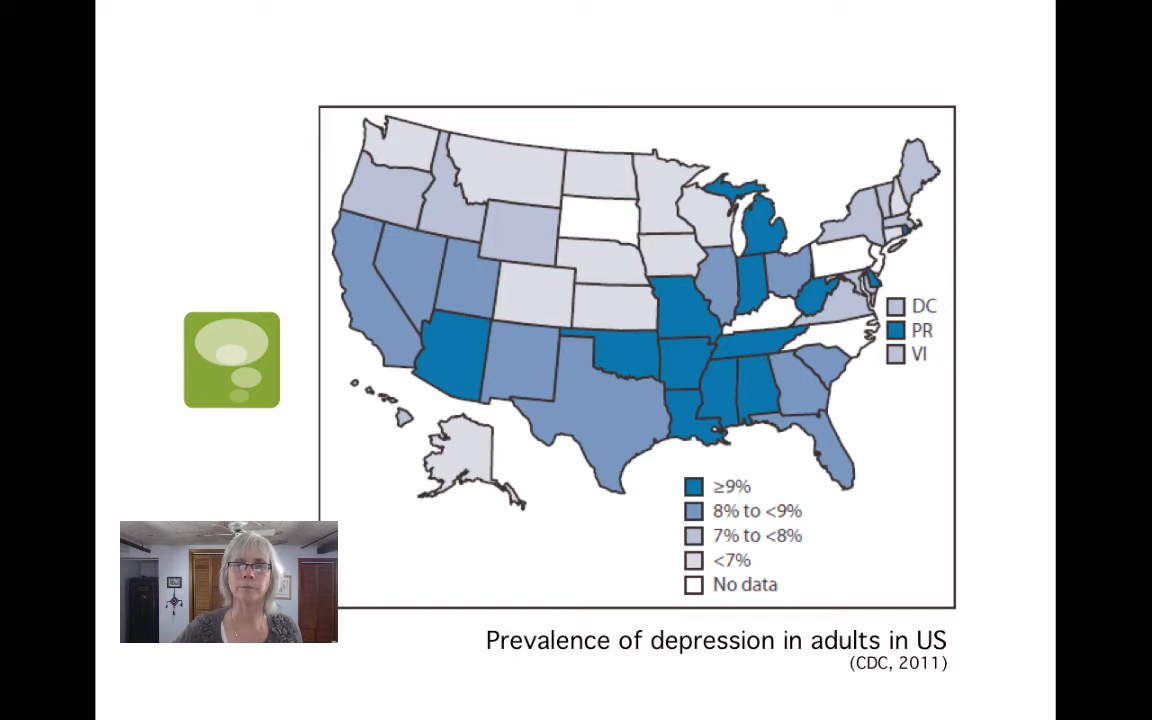 DC
PR
VI
≥9%
8% to <9%
7% to <8%
<7%
No data
Prevalence of depression in adults in US
(CDC, 2011)